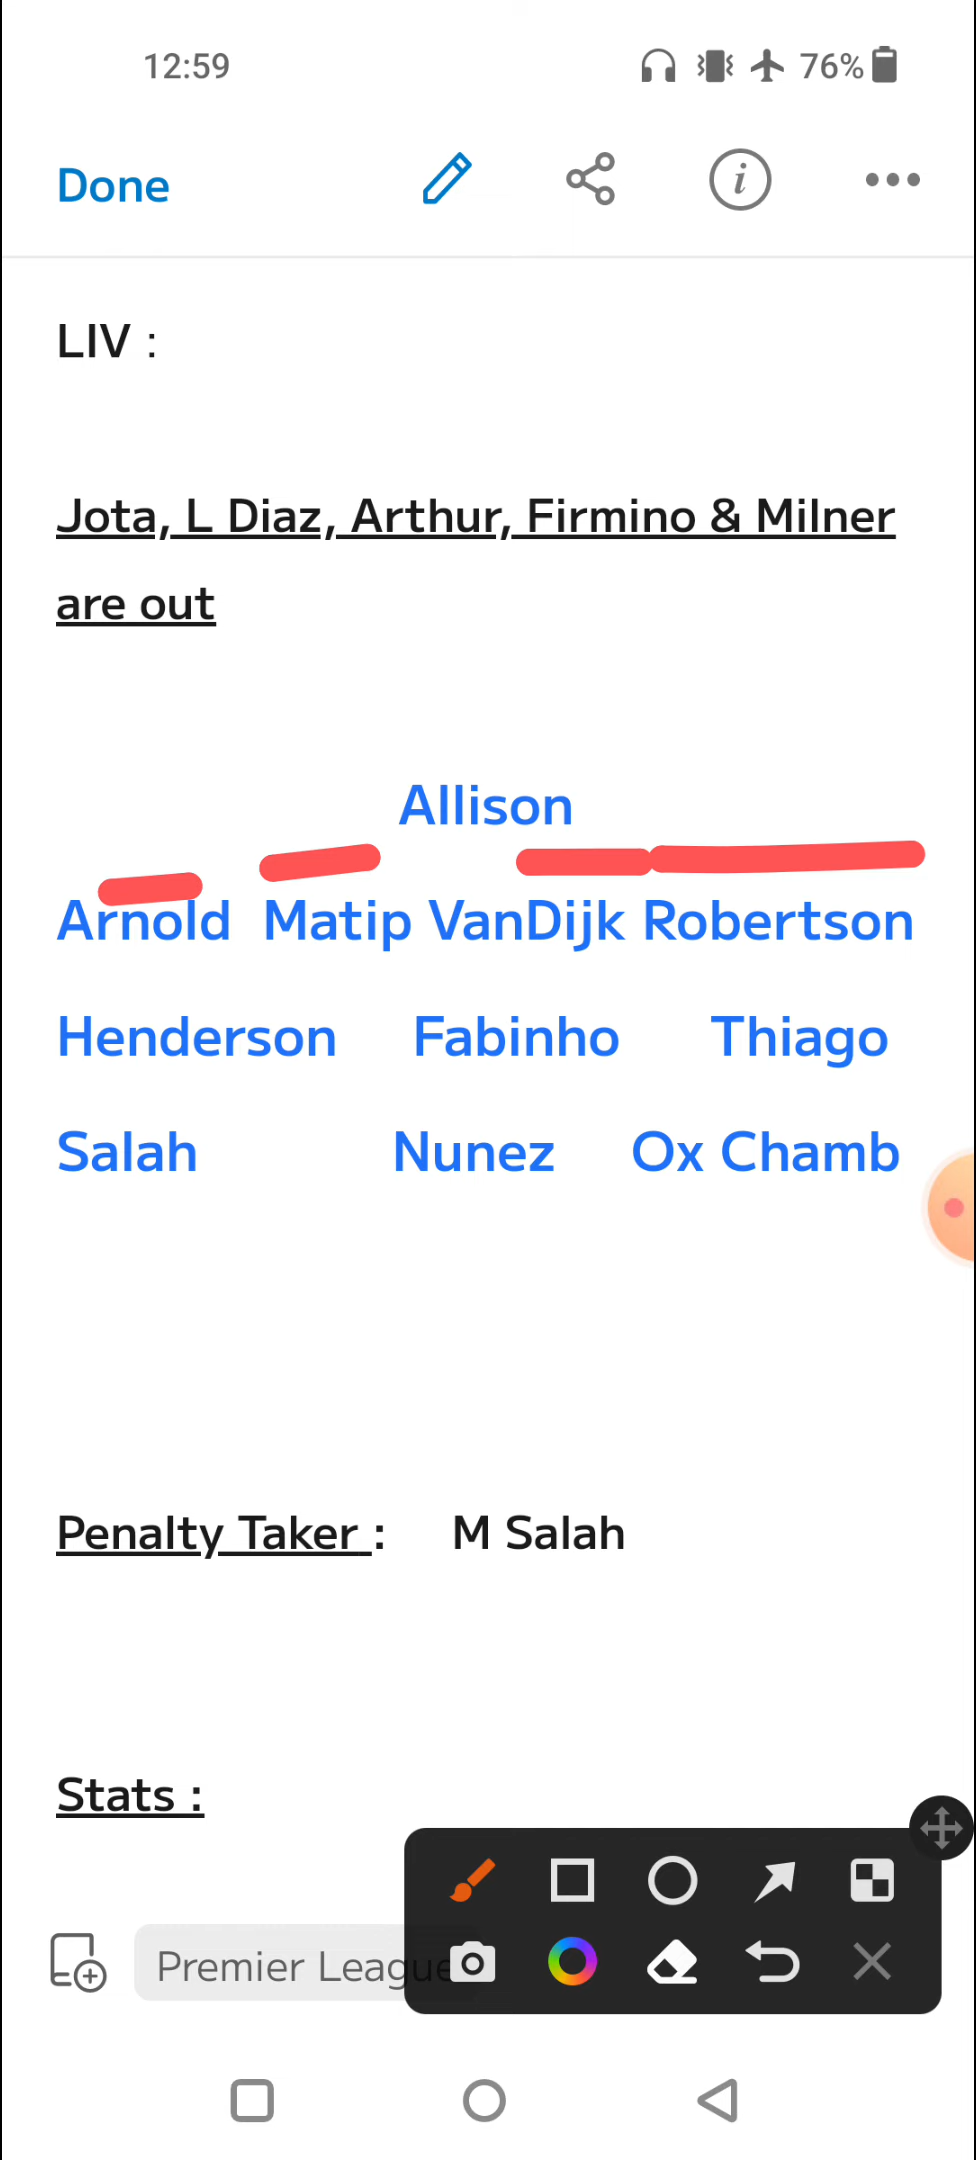 12:59 76%
Done
LIV :
Jota, L Diaz, Arthur, Firmino & Milner
are out
Allison
Arnold Matip VanDijk Robertson
Henderson Fabinho Thiago
Salah Nunez Ox Chamb
Penalty Taker : M Salah
Stats :
Premier League